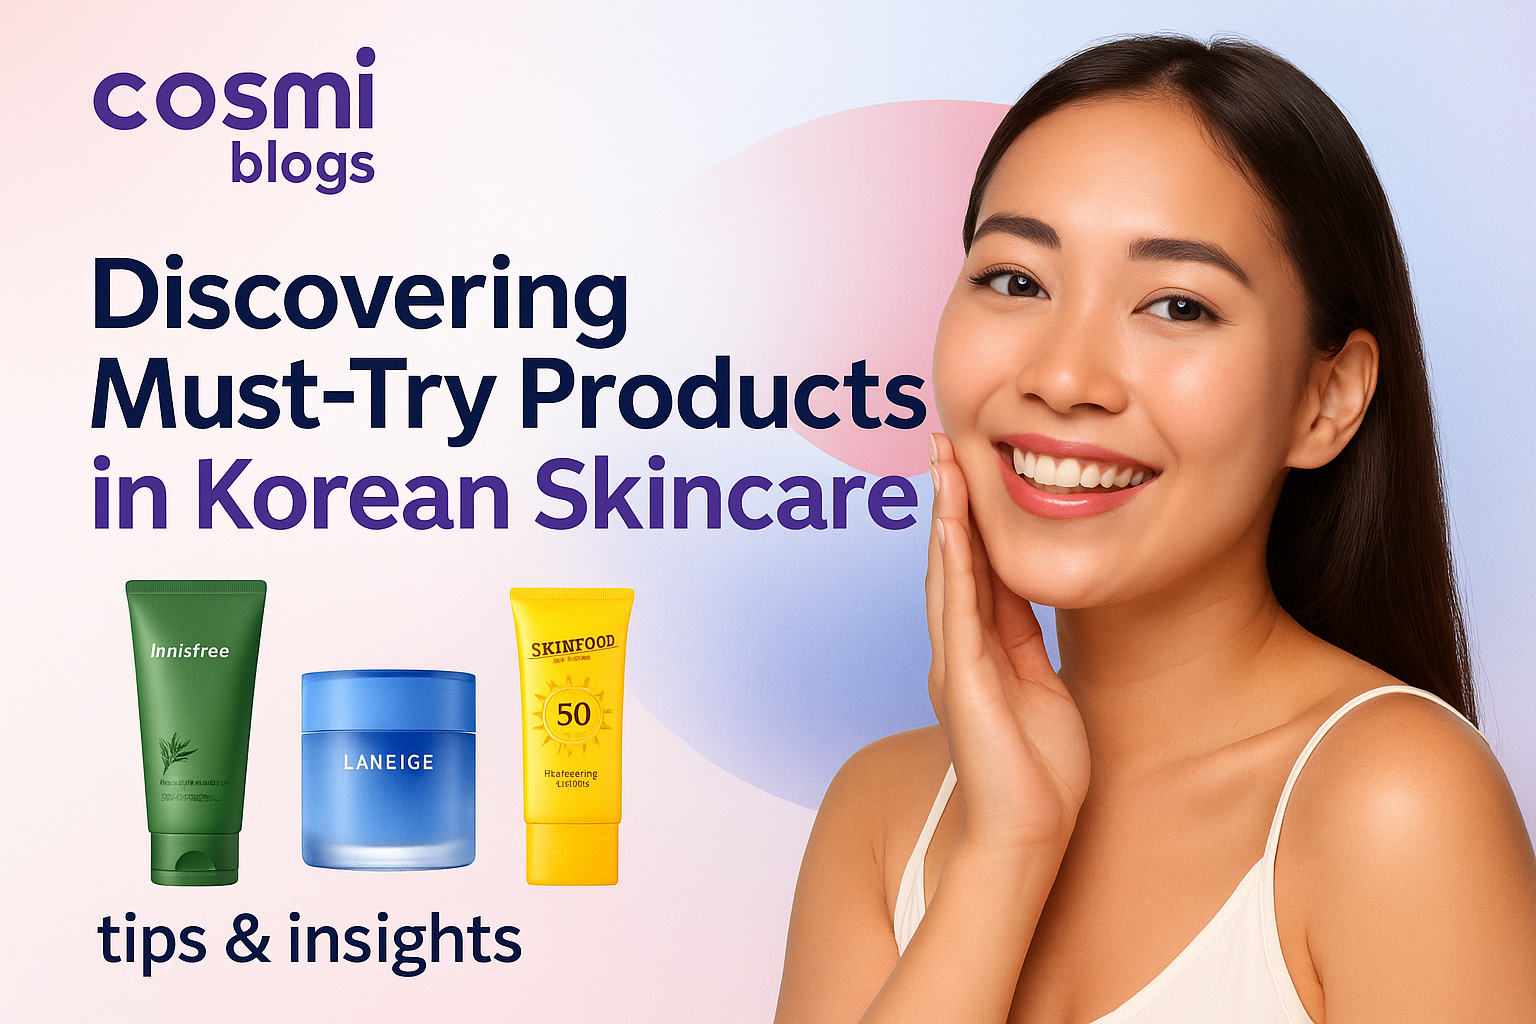 cosmi
blogs
Discovering
Must-Try Products
in Korean Skincare
Innisfree
LANEIGE
SKINFOOD
50
tips & insights